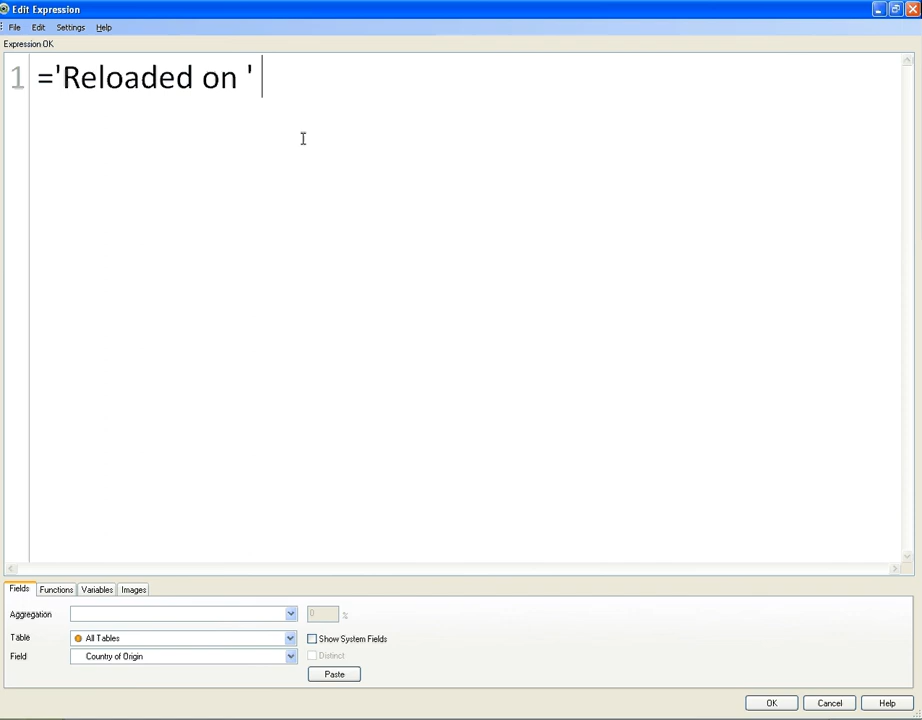 Edit Expression
File Edit Settings Help
Expression OK
1 ='Reloaded on '
Fields Functions Variables Images
Aggregation 0 %
Table All Tables Show System Fields
Field Country of Origin Distinct
Paste
OK Cancel Help